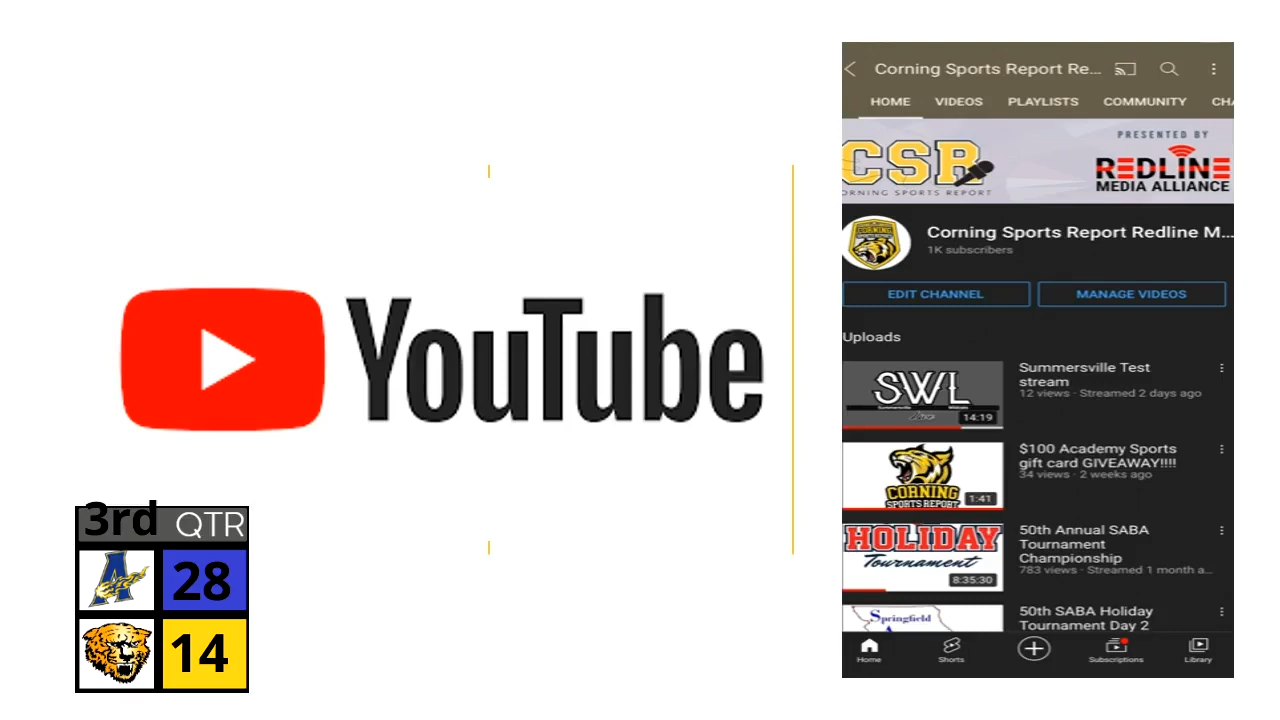 YouTube
3rd QTR
A
28
14
Corning Sports Report Re...
HOME VIDEOS PLAYLISTS COMMUNITY CHA
CSR
ORNING SPORTS REPORT
PRESENTED BY
REDLINE
MEDIA ALLIANCE
CORNING
SPORTS REPORT
Corning Sports Report Redline M...
1K subscribers
EDIT CHANNEL MANAGE VIDEOS
Uploads
SWL
14:19
Summersville Test
stream
12 views · Streamed 2 days ago
CORNING
SPORTS REPORT
1:41
$100 Academy Sports
gift card GIVEAWAY!!!!
34 views · 2 weeks ago
HOLIDAY
Tournament
8:35:30
50th Annual SABA
Tournament
Championship
783 views · Streamed 1 month a...
Springfield
50th SABA Holiday
Tournament Day 2
Home Shorts Subscriptions Library